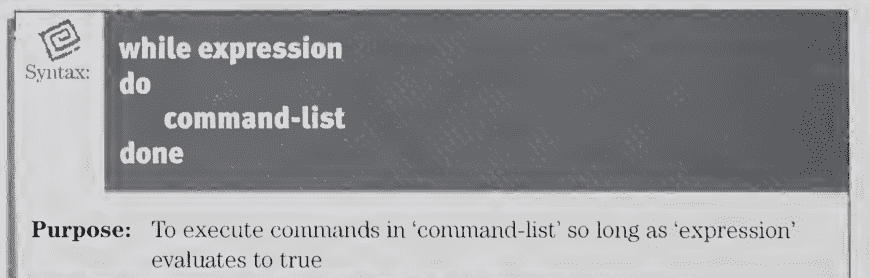 Syntax:
while expression
do
command-list
done
Purpose: To execute commands in ‘command-list’ so long as ‘expression’
evaluates to true